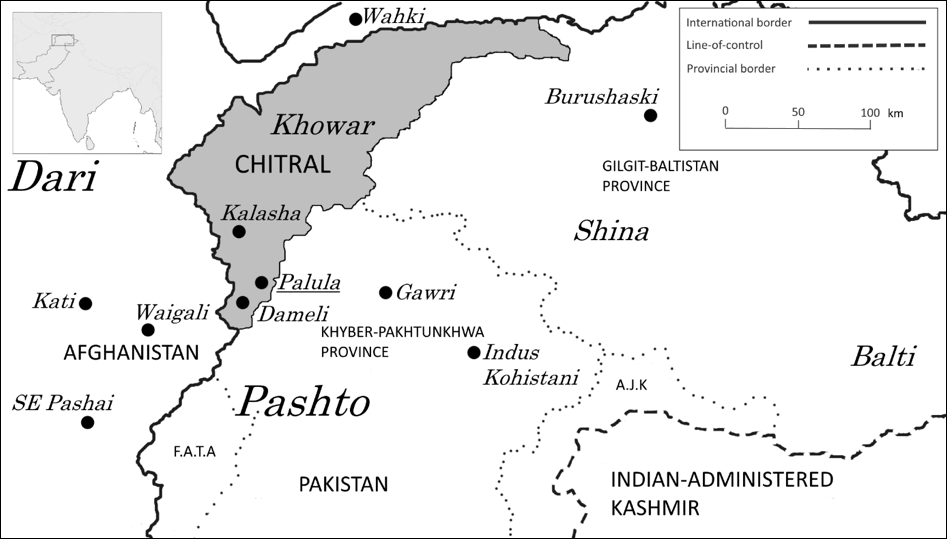 Wahki
International border
Line-of-control
Provincial border
0 50 100 km
Burushaski
Khowar
CHITRAL
Dari
GILGIT-BALTISTAN
PROVINCE
Kalasha
Shina
Palula
Kati
Gawri
Waigali
Dameli
KHYBER-PAKHTUNKHWA
PROVINCE
AFGHANISTAN
Indus
Kohistani
Balti
A.J.K
SE Pashai
Pashto
F.A.T.A
PAKISTAN
INDIAN-ADMINISTERED
KASHMIR